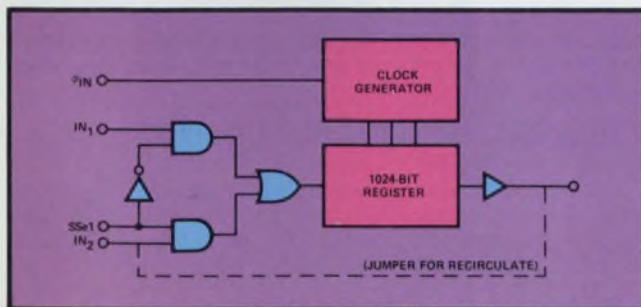 CLOCK
GENERATOR
φIN
IN1
1024-BIT
REGISTER
SSel
IN2
(JUMPER FOR RECIRCULATE)